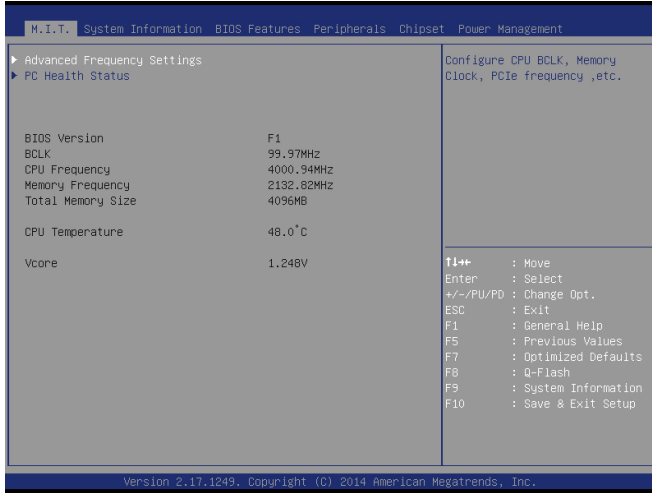 M.I.T. System Information BIOS Features Peripherals Chipset Power Management
Advanced Frequency Settings
PC Health Status
BIOS Version F1
BCLK 99.97MHz
CPU Frequency 4000.94MHz
Memory Frequency 2132.82MHz
Total Memory Size 4096MB
CPU Temperature 48.0°C
Vcore 1.248V
Configure CPU BCLK, Memory
Clock, PCIe frequency ,etc.
↑↓→← : Move
Enter : Select
+/-/PU/PD : Change Opt.
ESC : Exit
F1 : General Help
F5 : Previous Values
F7 : Optimized Defaults
F8 : Q-Flash
F9 : System Information
F10 : Save & Exit Setup
Version 2.17.1249. Copyright (C) 2014 American Megatrends, Inc.